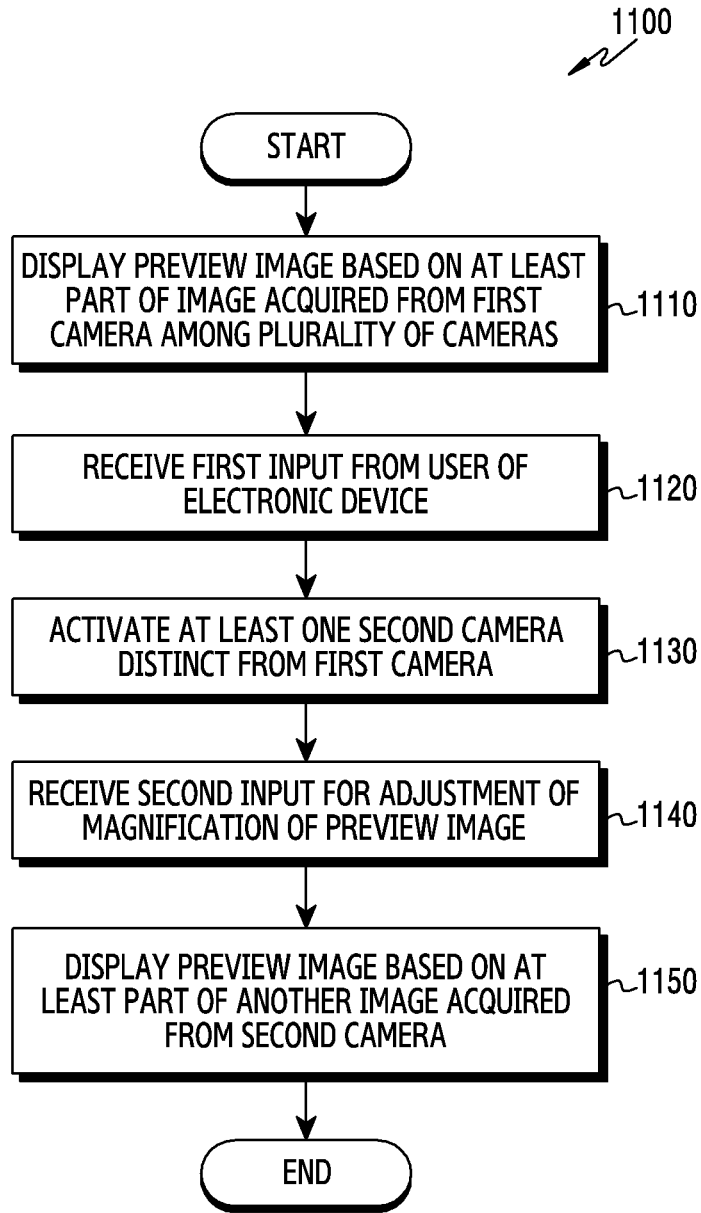 1100
START
DISPLAY PREVIEW IMAGE BASED ON AT LEAST
PART OF IMAGE ACQUIRED FROM FIRST
CAMERA AMONG PLURALITY OF CAMERAS
1110
RECEIVE FIRST INPUT FROM USER OF
ELECTRONIC DEVICE
1120
ACTIVATE AT LEAST ONE SECOND CAMERA
DISTINCT FROM FIRST CAMERA
1130
RECEIVE SECOND INPUT FOR ADJUSTMENT OF
MAGNIFICATION OF PREVIEW IMAGE
1140
DISPLAY PREVIEW IMAGE BASED ON AT
LEAST PART OF ANOTHER IMAGE ACQUIRED
FROM SECOND CAMERA
1150
END